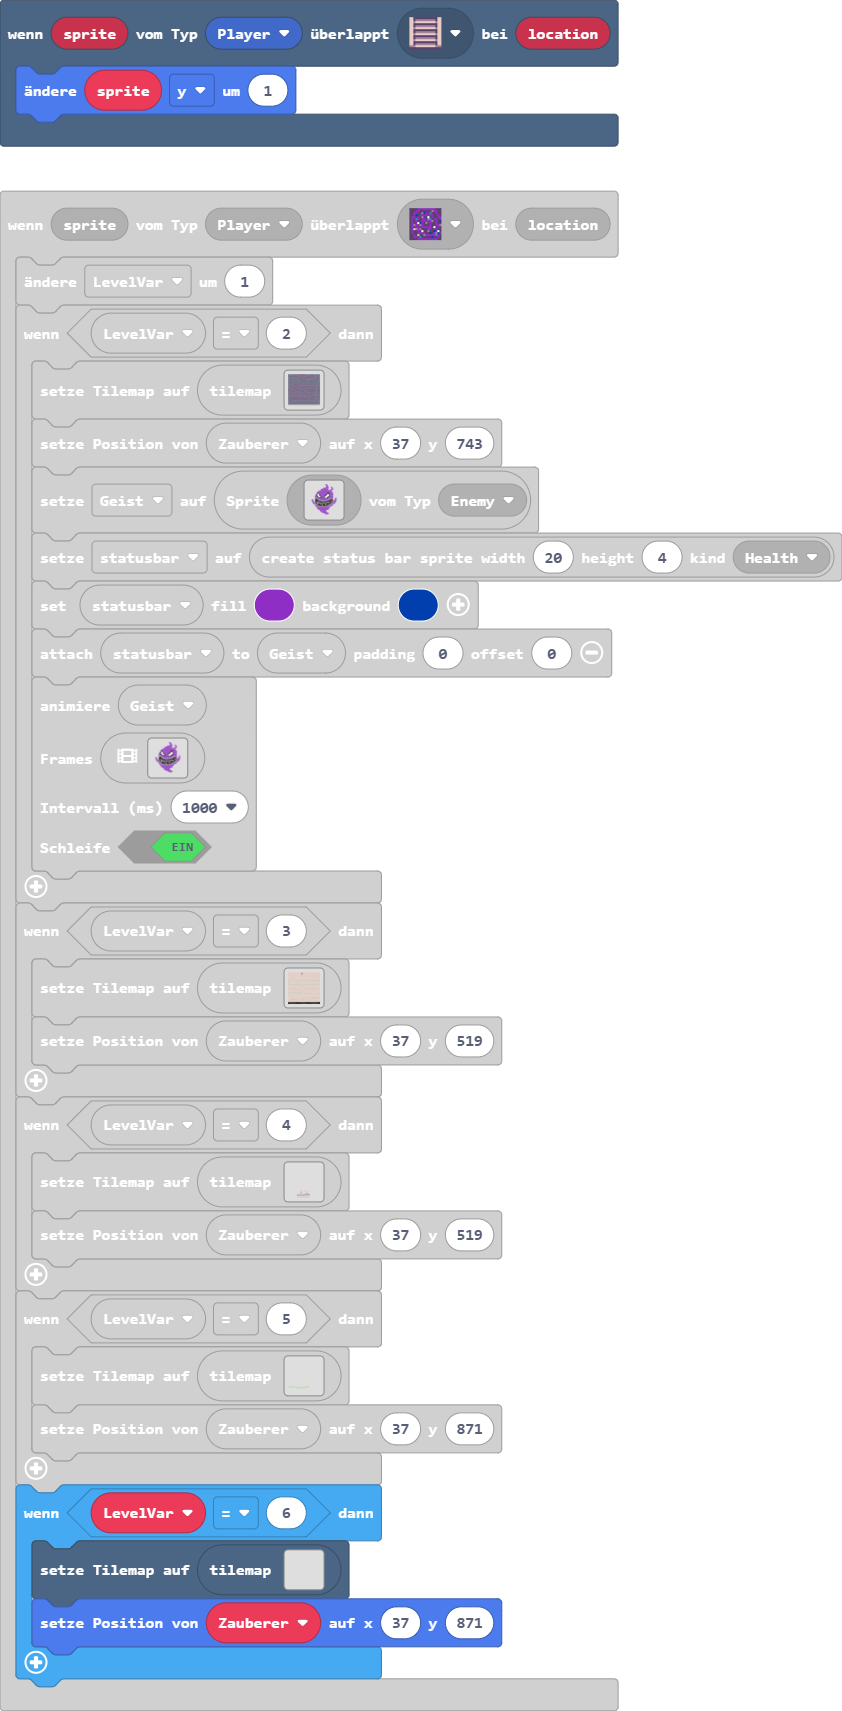 wenn sprite vom Typ Player überlappt bei location
ändere sprite y um 1
wenn sprite vom Typ Player überlappt bei location
ändere LevelVar um 1
wenn LevelVar = 2 dann
setze Tilemap auf tilemap
setze Position von Zauberer auf x 37 y 743
setze Geist auf Sprite vom Typ Enemy
setze statusbar auf create status bar sprite width 20 height 4 kind Health
set statusbar fill background
attach statusbar to Geist padding 0 offset 0
animiere Geist
Frames
Intervall (ms) 1000
Schleife EIN
wenn LevelVar = 3 dann
setze Tilemap auf tilemap
setze Position von Zauberer auf x 37 y 519
wenn LevelVar = 4 dann
setze Tilemap auf tilemap
setze Position von Zauberer auf x 37 y 519
wenn LevelVar = 5 dann
setze Tilemap auf tilemap
setze Position von Zauberer auf x 37 y 871
wenn LevelVar = 6 dann
setze Tilemap auf tilemap
setze Position von Zauberer auf x 37 y 871